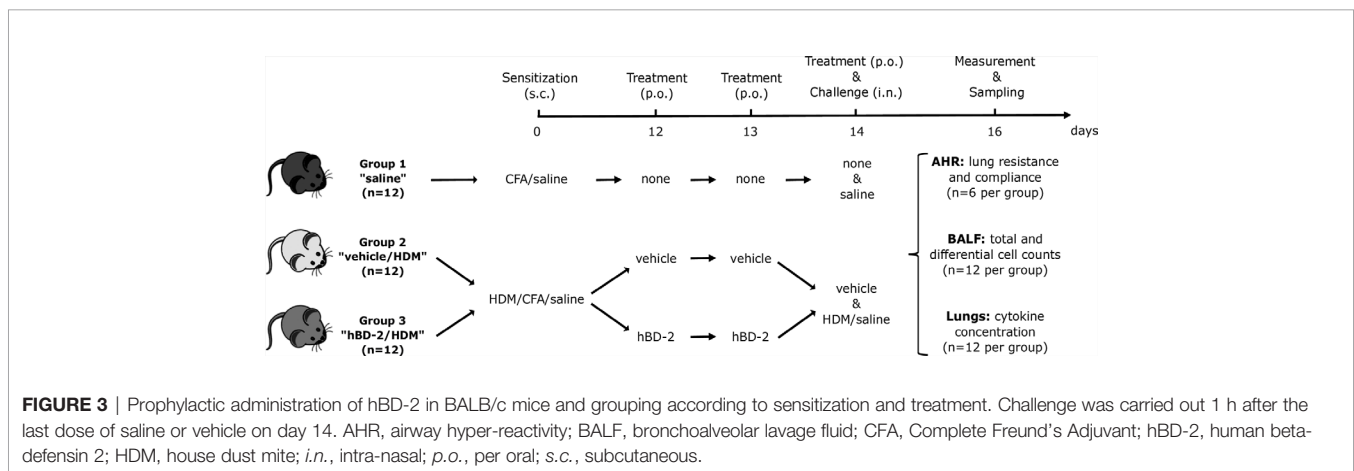 Sensitization
(s.c.)
Treatment
(p.o.)
Treatment
(p.o.)
Treatment (p.o.)
&
Challenge (i.n.)
Measurement
&
Sampling
0
12
13
14
16
days
Group 1
"saline"
(n=12)
CFA/saline
none
none
none
&
saline
Group 2
"vehicle/HDM"
(n=12)
Group 3
"hBD-2/HDM"
(n=12)
HDM/CFA/saline
vehicle
vehicle
hBD-2
hBD-2
vehicle
&
HDM/saline
AHR: lung resistance
and compliance
(n=6 per group)
BALF: total and
differential cell counts
(n=12 per group)
Lungs: cytokine
concentration
(n=12 per group)
FIGURE 3 | Prophylactic administration of hBD-2 in BALB/c mice and grouping according to sensitization and treatment. Challenge was carried out 1 h after the
last dose of saline or vehicle on day 14. AHR, airway hyper-reactivity; BALF, bronchoalveolar lavage fluid; CFA, Complete Freund's Adjuvant; hBD-2, human beta-
defensin 2; HDM, house dust mite; i.n., intra-nasal; p.o., per oral; s.c., subcutaneous.